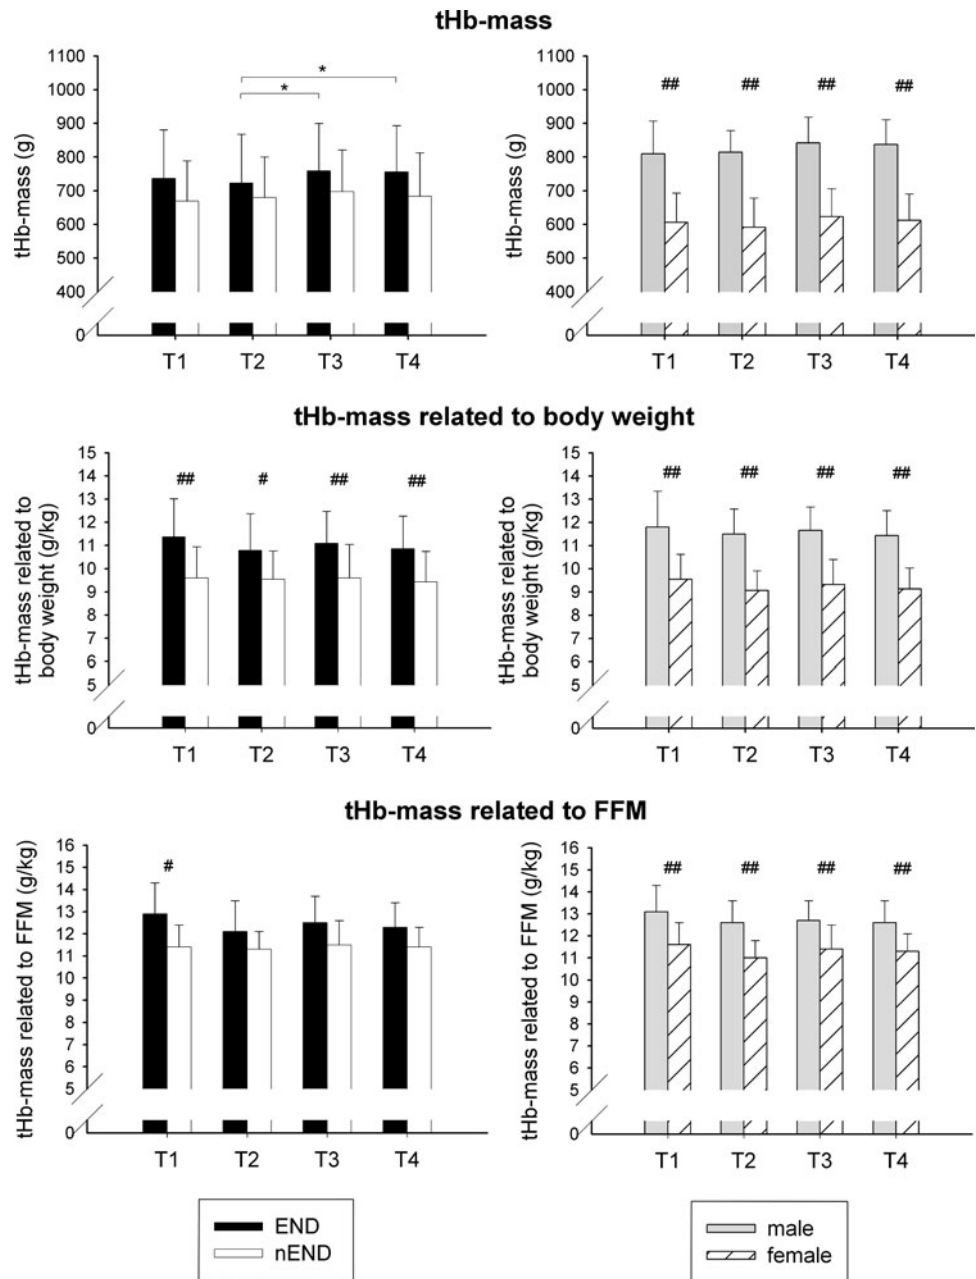 tHb-mass
1100
1000
900
800
700
600
500
400
0
tHb-mass (g)
*
*
T1 T2 T3 T4
1100
1000
900
800
700
600
500
400
0
tHb-mass (g)
## ## ## ##
T1 T2 T3 T4
tHb-mass related to body weight
15
14
13
12
11
10
9
8
7
6
5
0
tHb-mass related to
body weight (g/kg)
## # ## ##
T1 T2 T3 T4
15
14
13
12
11
10
9
8
7
6
5
0
tHb-mass related to
body weight (g/kg)
## ## ## ##
T1 T2 T3 T4
tHb-mass related to FFM
16
15
14
13
12
11
10
9
8
7
6
5
0
tHb-mass related to FFM (g/kg)
#
T1 T2 T3 T4
16
15
14
13
12
11
10
9
8
7
6
5
0
tHb-mass related to FFM (g/kg)
## ## ## ##
T1 T2 T3 T4
END
nEND
male
female